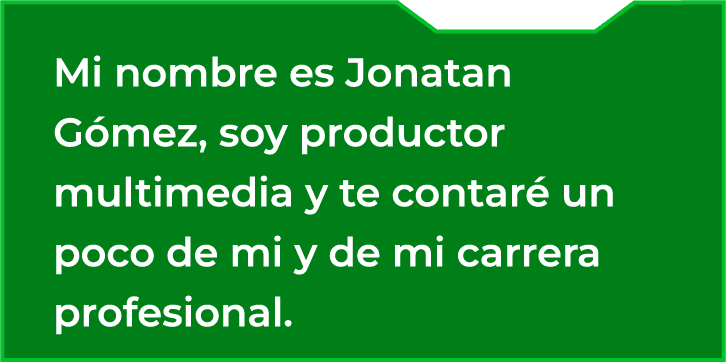 Mi nombre es Jonatan
Gómez, soy productor
multimedia y te contaré un
poco de mi y de mi carrera
profesional.